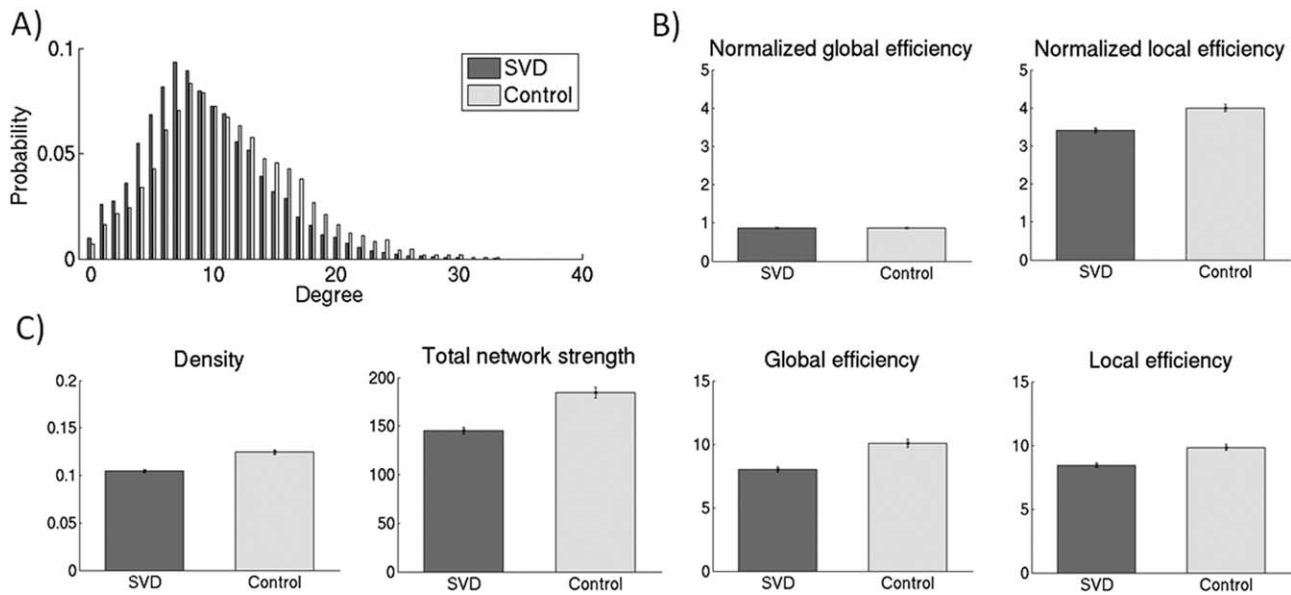 A)
0.1
0.05
0
Probability
0
10
20
30
40
Degree
SVD
Control
B)
Normalized global efficiency
5
4
3
2
1
0
SVD
Control
Normalized local efficiency
5
4
3
2
1
0
SVD
Control
C)
Density
0.2
0.15
0.1
0.05
0
SVD
Control
Total network strength
200
150
100
50
0
SVD
Control
Global efficiency
15
10
5
0
SVD
Control
Local efficiency
15
10
5
0
SVD
Control